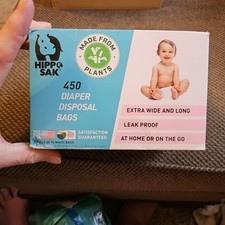 HIPPO
SAK
MADE FROM
PLANTS
450
DIAPER
DISPOSAL
BAGS
SATISFACTION
GUARANTEED
EXTRA WIDE AND LONG
LEAK PROOF
AT HOME OR ON THE GO